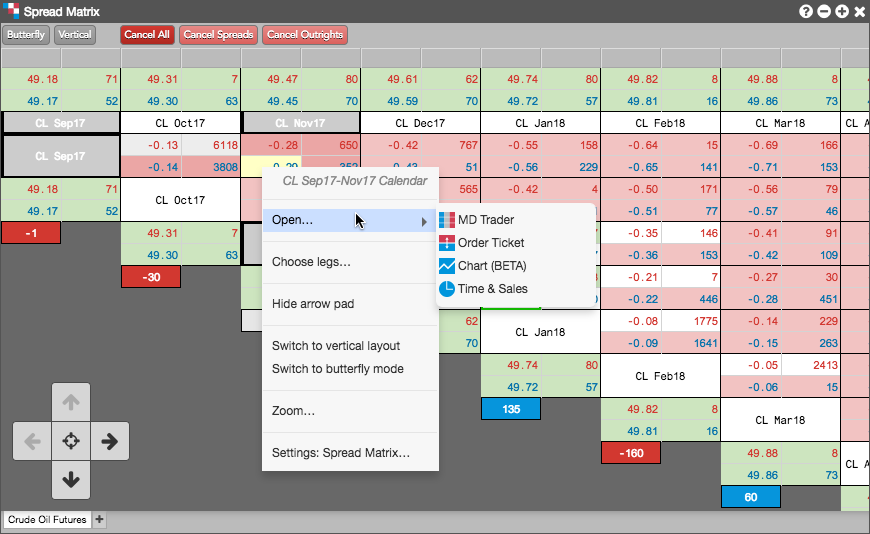 Spread Matrix
Butterfly Vertical Cancel All Cancel Spreads Cancel Outrights
49.18 71 49.31 7 49.47 80 49.61 62 49.74 80 49.82 8 49.88 8
49.17 52 49.30 63 49.45 70 49.59 70 49.72 57 49.81 16 49.86 73
CL Sep17 CL Oct17 CL Nov17 CL Dec17 CL Jan18 CL Feb18 CL Mar18 CL A
CL Sep17 -0.13 6118 -0.28 650 -0.42 767 -0.55 158 -0.64 15 -0.69 166
-0.14 3808 -0.29 352 -0.43 51 -0.56 229 -0.65 141 -0.71 153
49.18 71 CL Oct17 CL Sep17-Nov17 Calendar 565 -0.42 4 -0.50 171 -0.56 79
49.17 52 -0.51 77 -0.57 46
-1 49.31 7 Open... MD Trader -0.35 146 -0.41 91
49.30 63 Order Ticket -0.36 153 -0.42 109
-30 Choose legs... Chart (BETA) -0.21 7 -0.27 30
Time & Sales -0.22 446 -0.28 451
Hide arrow pad 62 CL Jan18 -0.08 1775 -0.14 229
Switch to vertical layout 70 -0.09 1641 -0.15 263
Switch to butterfly mode 49.74 80 CL Feb18 -0.05 2413
49.72 57 -0.06 15
Zoom... 135 49.82 8 CL Mar18
49.81 16
Settings: Spread Matrix... -160 49.88 8 CL A
49.86 73
60
Crude Oil Futures +